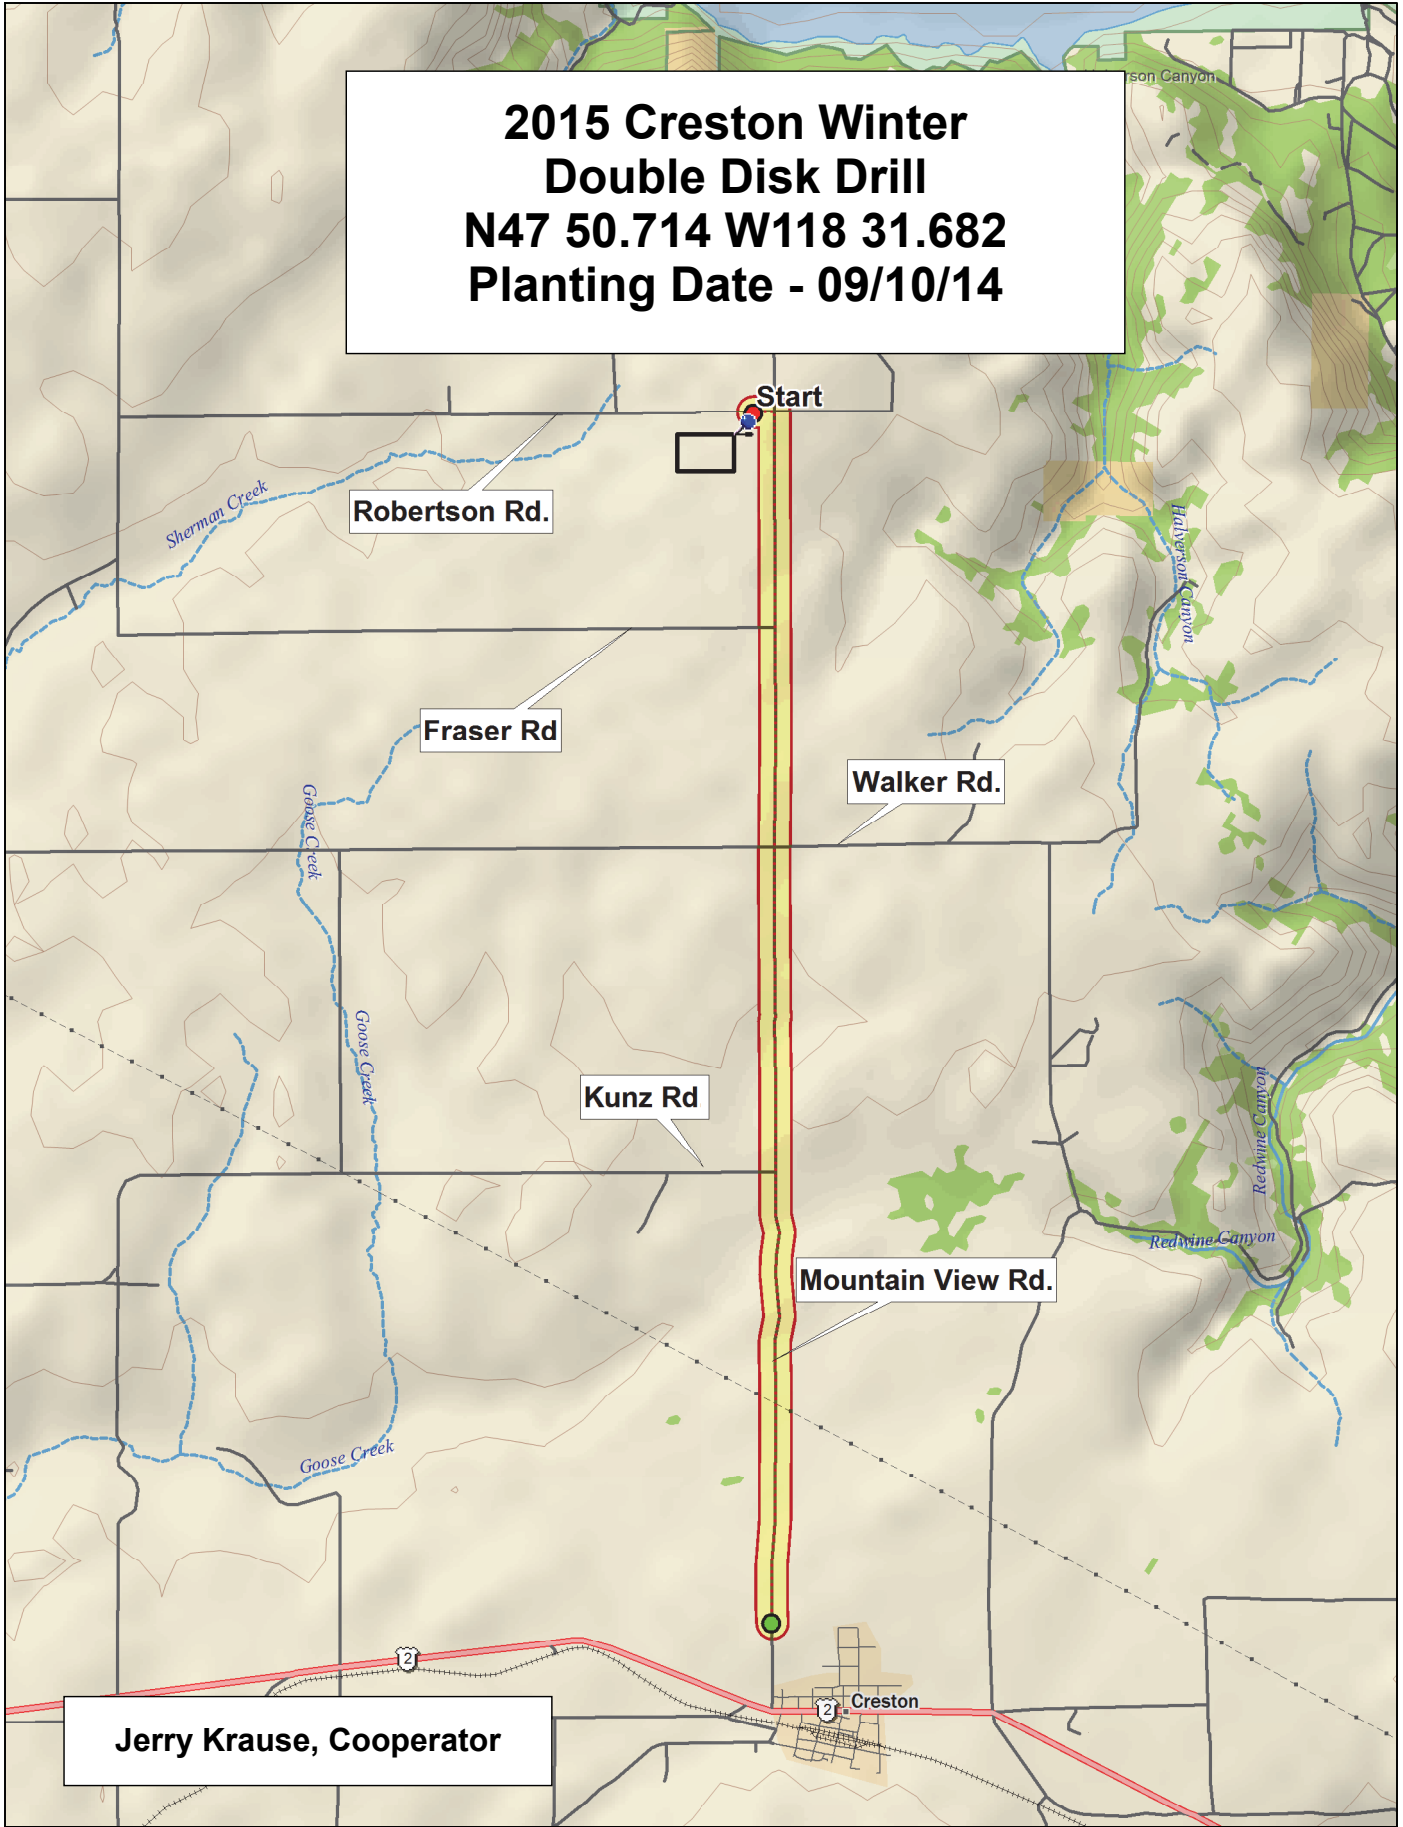 2015 Creston Winter
Double Disk Drill
N47 50.714 W118 31.682
Planting Date - 09/10/14
son Canyon
Start
Robertson Rd.
Sherman Creek
Halverson Canyon
Fraser Rd
Walker Rd.
Goose Creek
Goose Creek
Kunz Rd
Redwine Canyon
Redwine Canyon
Mountain View Rd.
Goose Creek
2
2
Creston
Jerry Krause, Cooperator